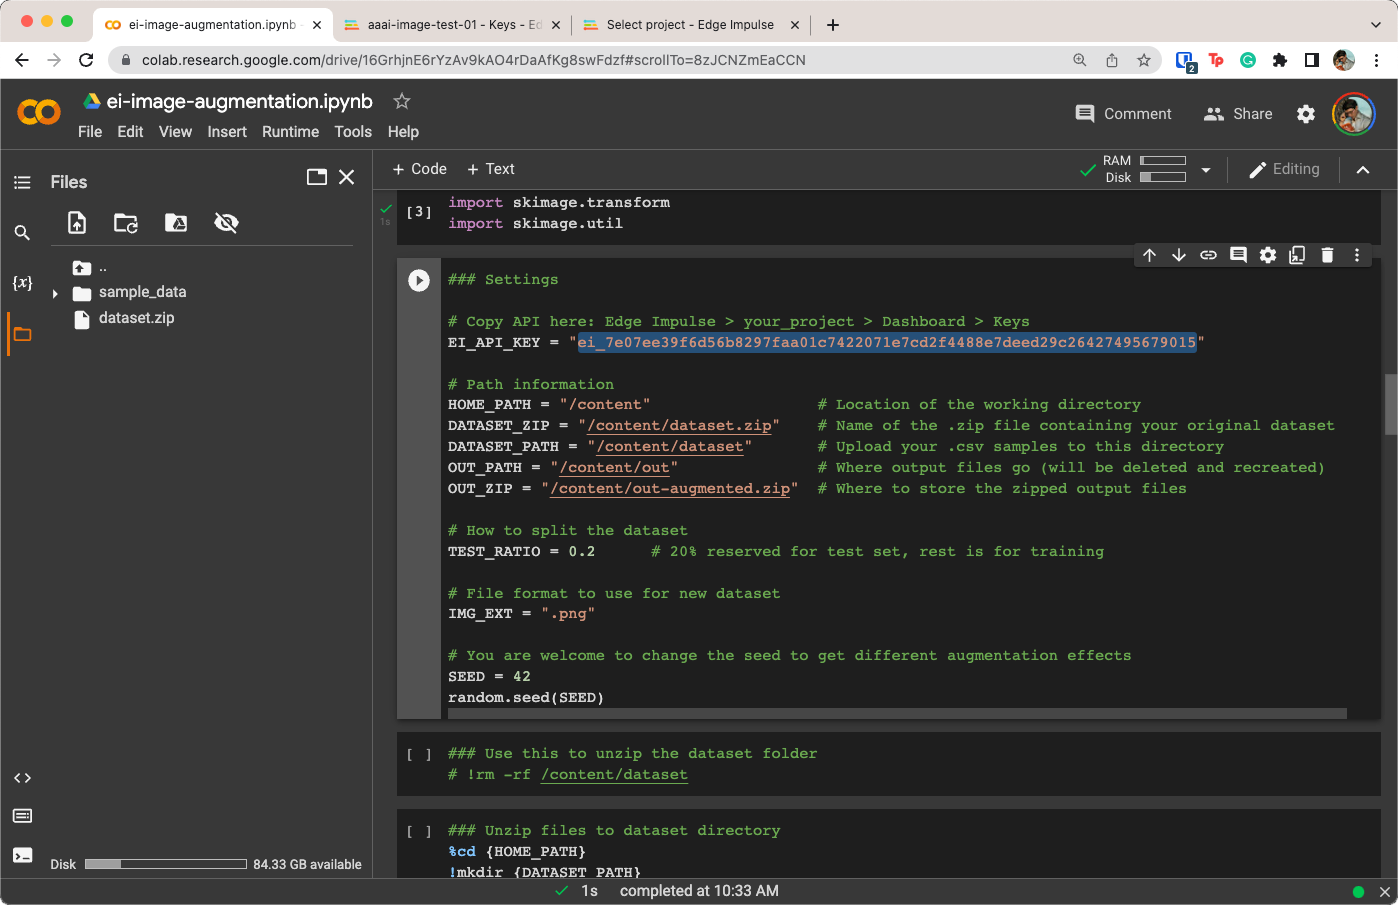 ei-image-augmentation.ipynb -
aaai-image-test-01 - Keys - Ed
Select project - Edge Impulse
colab.research.google.com/drive/16GrhjnE6rYzAv9kAO4rDaAfKg8swFdzf#scrollTo=8zJCNZmEaCCN
2
Tp
ei-image-augmentation.ipynb
File Edit View Insert Runtime Tools Help
Comment
Share
Files
+ Code + Text
RAM
Disk
Editing
..
sample_data
dataset.zip
{x}
[3]
1s
import skimage.transform
import skimage.util
### Settings
# Copy API here: Edge Impulse > your_project > Dashboard > Keys
EI_API_KEY = "ei_7e07ee39f6d56b8297faa01c7422071e7cd2f4488e7deed29c26427495679015"
# Path information
HOME_PATH = "/content" # Location of the working directory
DATASET_ZIP = "/content/dataset.zip" # Name of the .zip file containing your original dataset
DATASET_PATH = "/content/dataset" # Upload your .csv samples to this directory
OUT_PATH = "/content/out" # Where output files go (will be deleted and recreated)
OUT_ZIP = "/content/out-augmented.zip" # Where to store the zipped output files
# How to split the dataset
TEST_RATIO = 0.2 # 20% reserved for test set, rest is for training
# File format to use for new dataset
IMG_EXT = ".png"
# You are welcome to change the seed to get different augmentation effects
SEED = 42
random.seed(SEED)
[ ] ### Use this to unzip the dataset folder
# !rm -rf /content/dataset
[ ] ### Unzip files to dataset directory
%cd {HOME_PATH}
!mkdir {DATASET_PATH}
Disk 84.33 GB available
1s completed at 10:33 AM